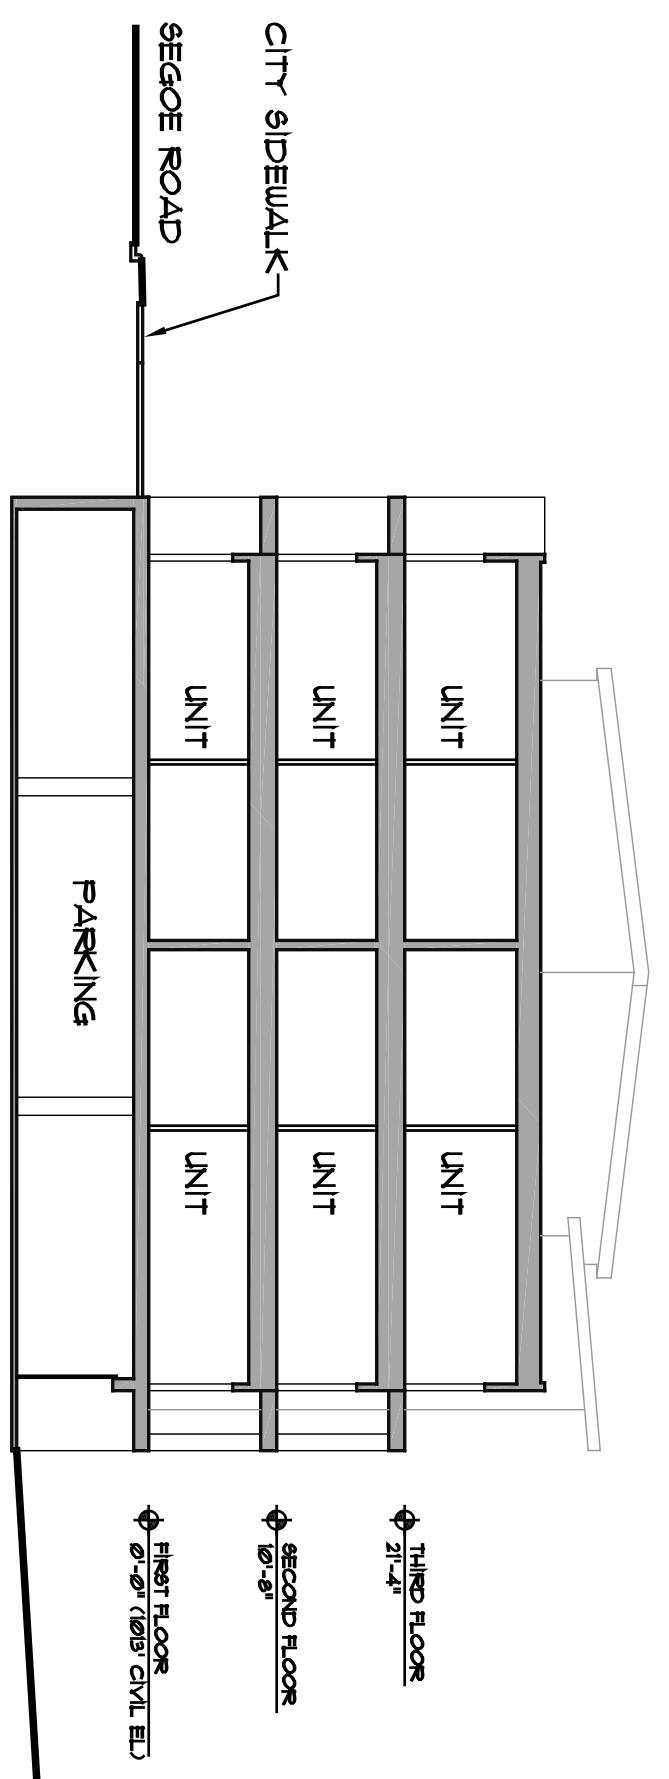 CITY SIDEWALK
SEGOE ROAD
UNIT
UNIT
UNIT
UNIT
UNIT
UNIT
PARKING
THIRD FLOOR
21'-4"
SECOND FLOOR
10'-8"
FIRST FLOOR
0'-0" (1013' CIVIL EL)